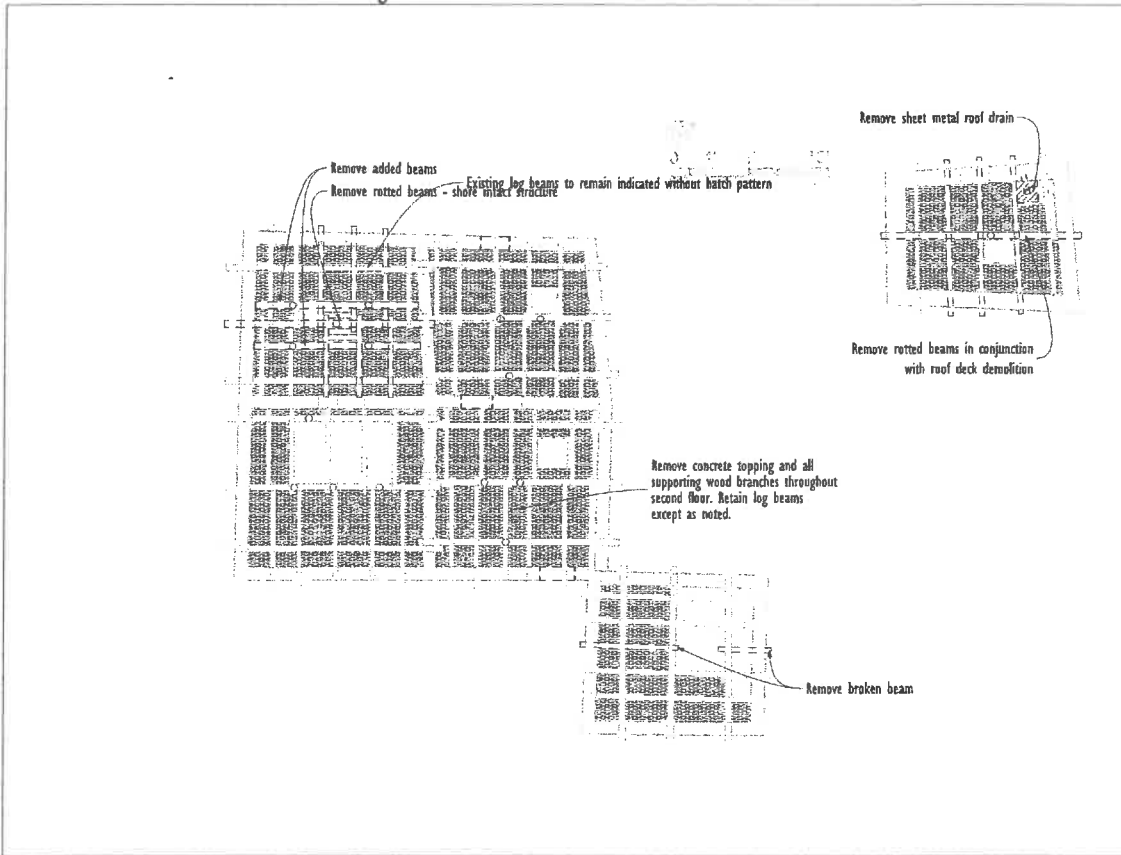 Remove sheet metal roof drain
Remove added beams
Existing log beams to remain indicated without hatch pattern
Remove rotted beams - shore intact structure
Remove rotted beams in conjunction
with roof deck demolition
Remove concrete topping and all
supporting wood branches throughout
second floor. Retain log beams
except as noted.
Remove broken beam